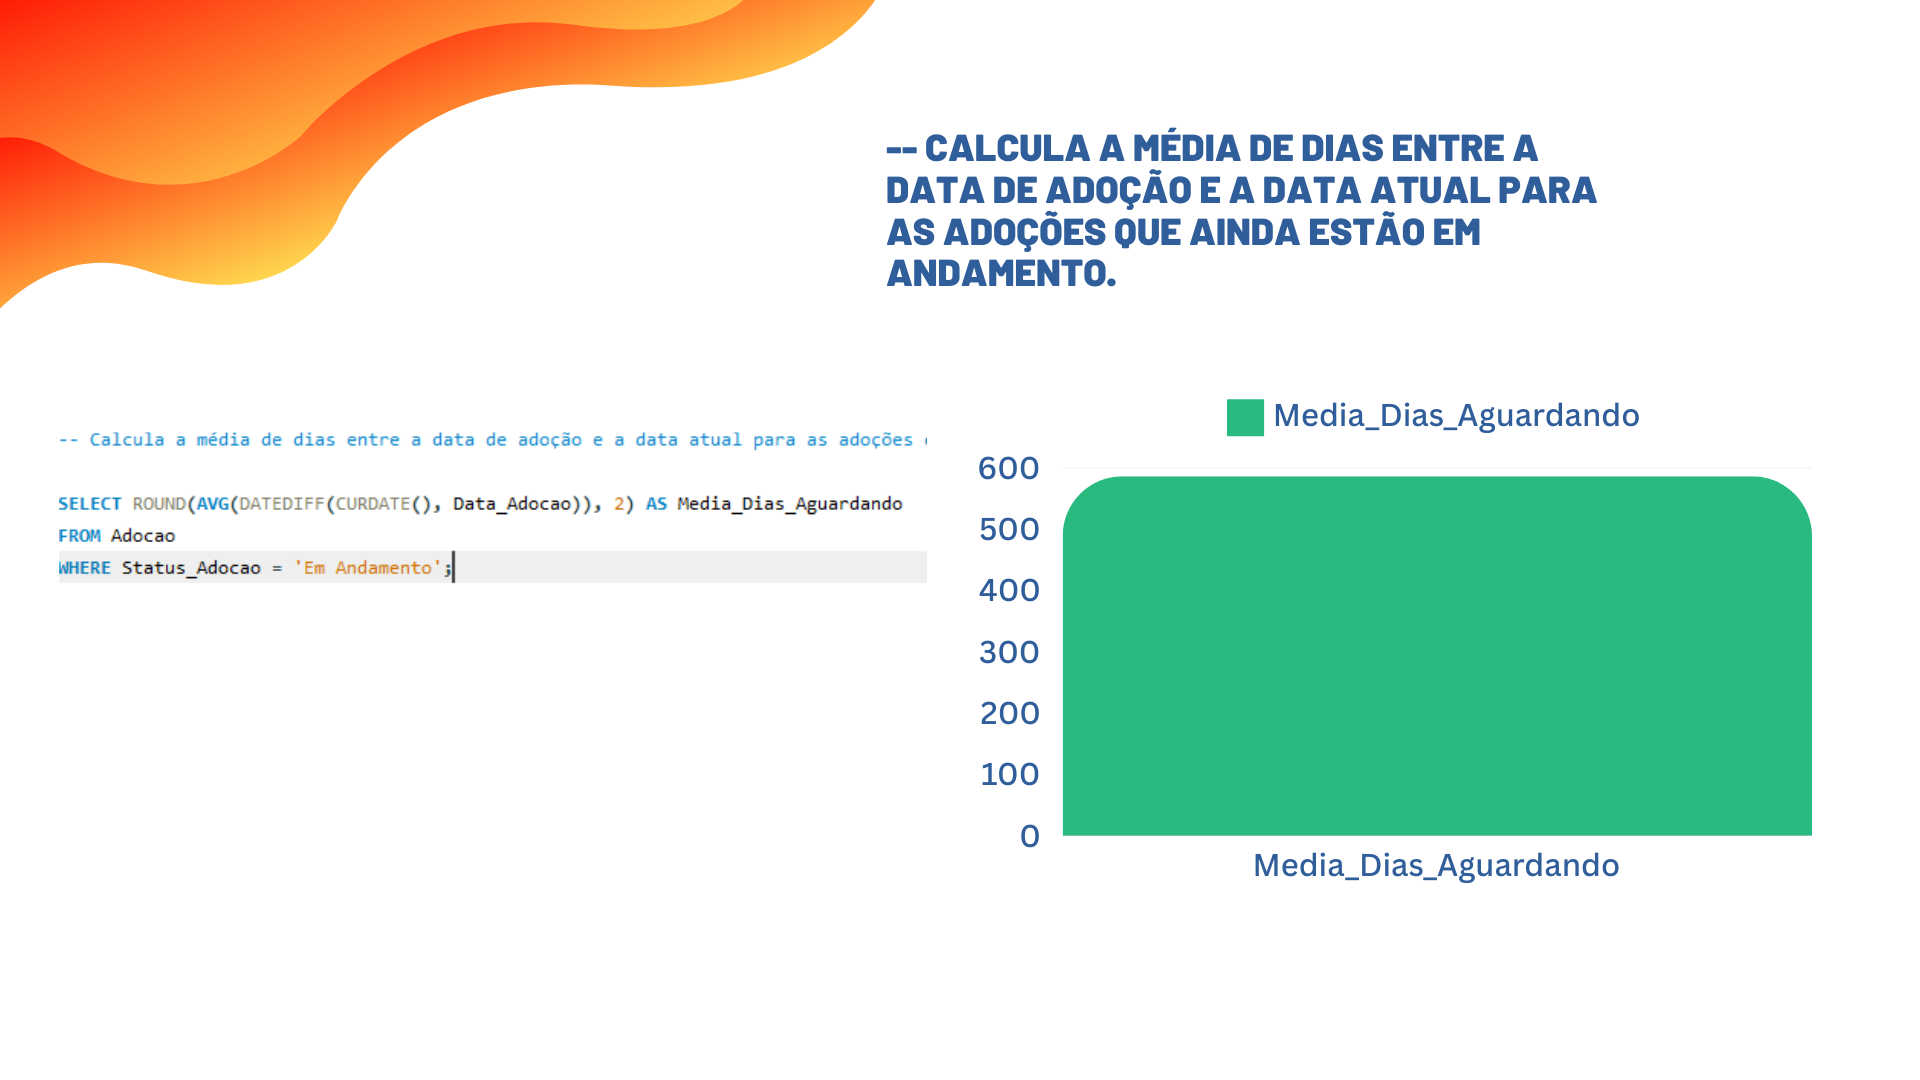 -- CALCULA A MÉDIA DE DIAS ENTRE A
DATA DE ADOÇÃO E A DATA ATUAL PARA
AS ADOÇÕES QUE AINDA ESTÃO EM
ANDAMENTO.
-- Calcula a média de dias entre a data de adoção e a data atual para as adoções
SELECT ROUND(AVG(DATEDIFF(CURDATE(), Data_Adocao)), 2) AS Media_Dias_Aguardando
FROM Adocao
WHERE Status_Adocao = 'Em Andamento';
Media_Dias_Aguardando
600
500
400
300
200
100
0
Media_Dias_Aguardando